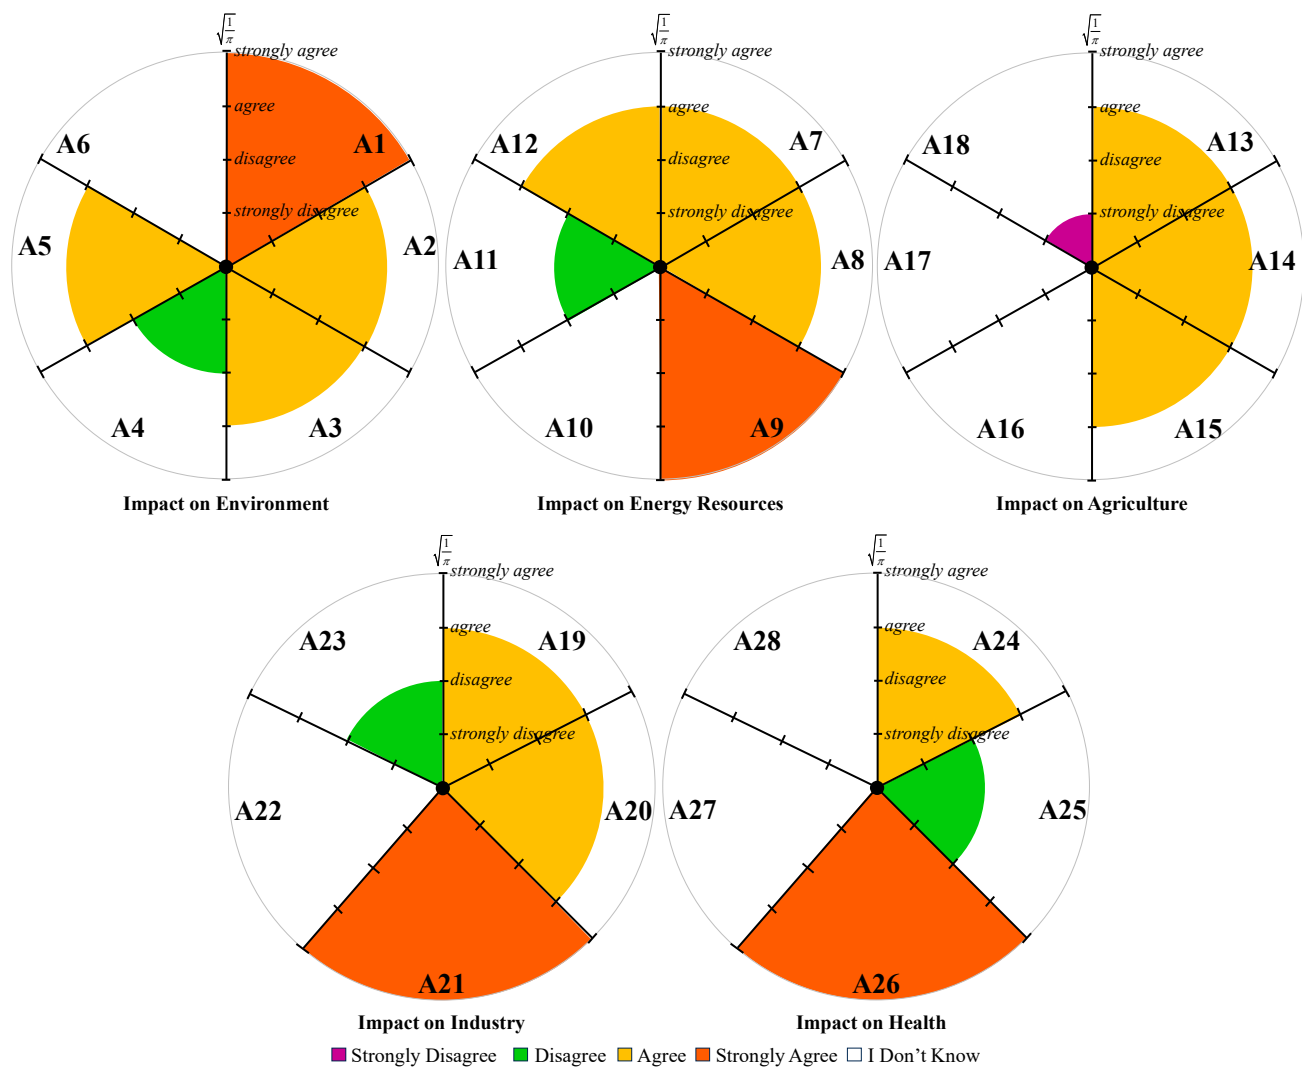 √(1/π)
strongly agree
agree
disagree
strongly disagree
A1
A2
A3
A4
A5
A6
Impact on Environment
√(1/π)
strongly agree
agree
disagree
strongly disagree
A7
A8
A9
A10
A11
A12
Impact on Energy Resources
√(1/π)
strongly agree
agree
disagree
strongly disagree
A13
A14
A15
A16
A17
A18
Impact on Agriculture
√(1/π)
strongly agree
agree
disagree
strongly disagree
A19
A20
A21
A22
A23
Impact on Industry
√(1/π)
strongly agree
agree
disagree
strongly disagree
A24
A25
A26
A27
A28
Impact on Health
Strongly Disagree Disagree Agree Strongly Agree I Don't Know